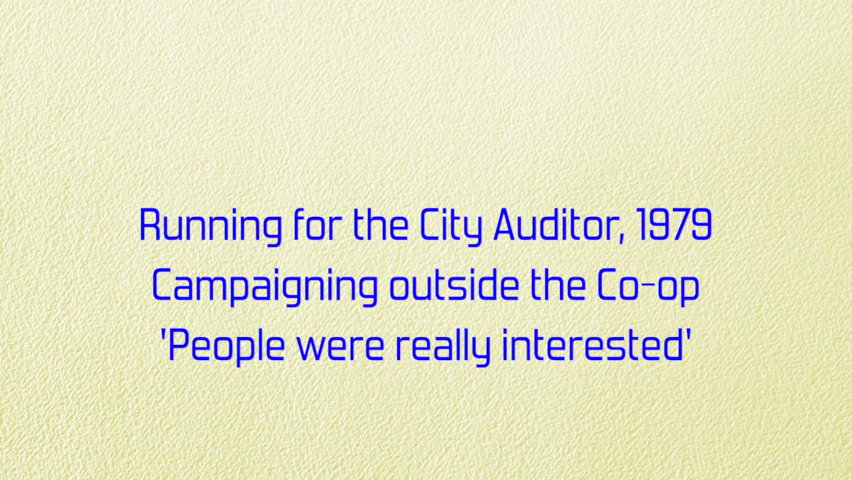 Running for the City Auditor, 1979
Campaigning outside the Co-op
'People were really interested'